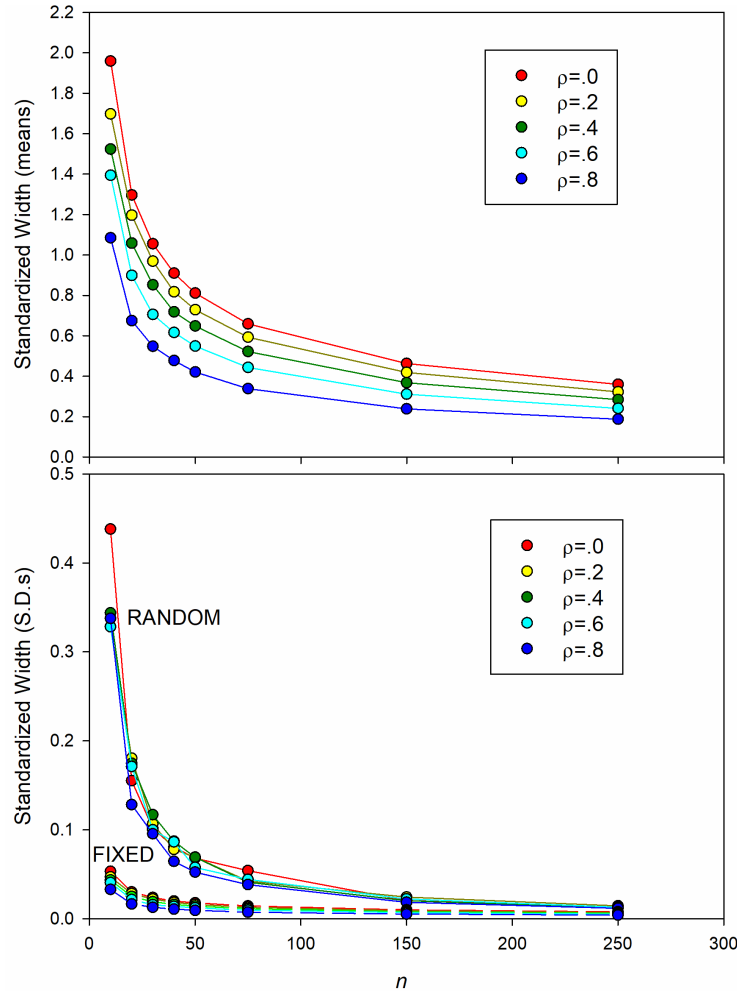 Standardized Width (means)
2.2
2.0
1.8
1.6
1.4
1.2
1.0
0.8
0.6
0.4
0.2
0.0
ρ=.0
ρ=.2
ρ=.4
ρ=.6
ρ=.8
Standardized Width (S.D.s)
0.5
0.4
0.3
0.2
0.1
0.0
ρ=.0
ρ=.2
ρ=.4
ρ=.6
ρ=.8
RANDOM
FIXED
0 50 100 150 200 250 300
n